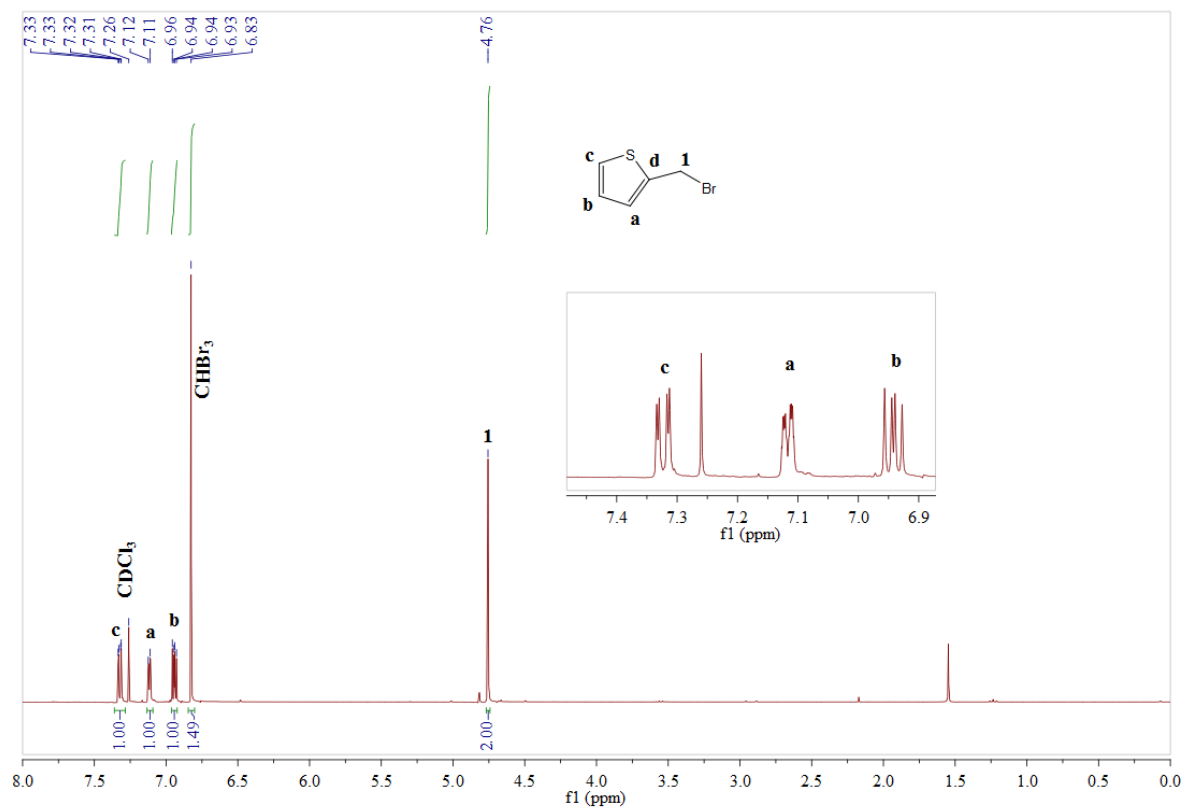 7.33
7.33
7.32
7.31
7.26
7.12
7.11
6.96
6.94
6.94
6.93
6.83
4.76
c
S
d
1
b
a
Br
CHBr3
c
a
b
7.4 7.3 7.2 7.1 7.0 6.9
f1 (ppm)
1
CDCl3
c
a
b
1.00
1.00
1.00
1.49
2.00
8.0 7.5 7.0 6.5 6.0 5.5 5.0 4.5 4.0 3.5 3.0 2.5 2.0 1.5 1.0 0.5 0.0
f1 (ppm)